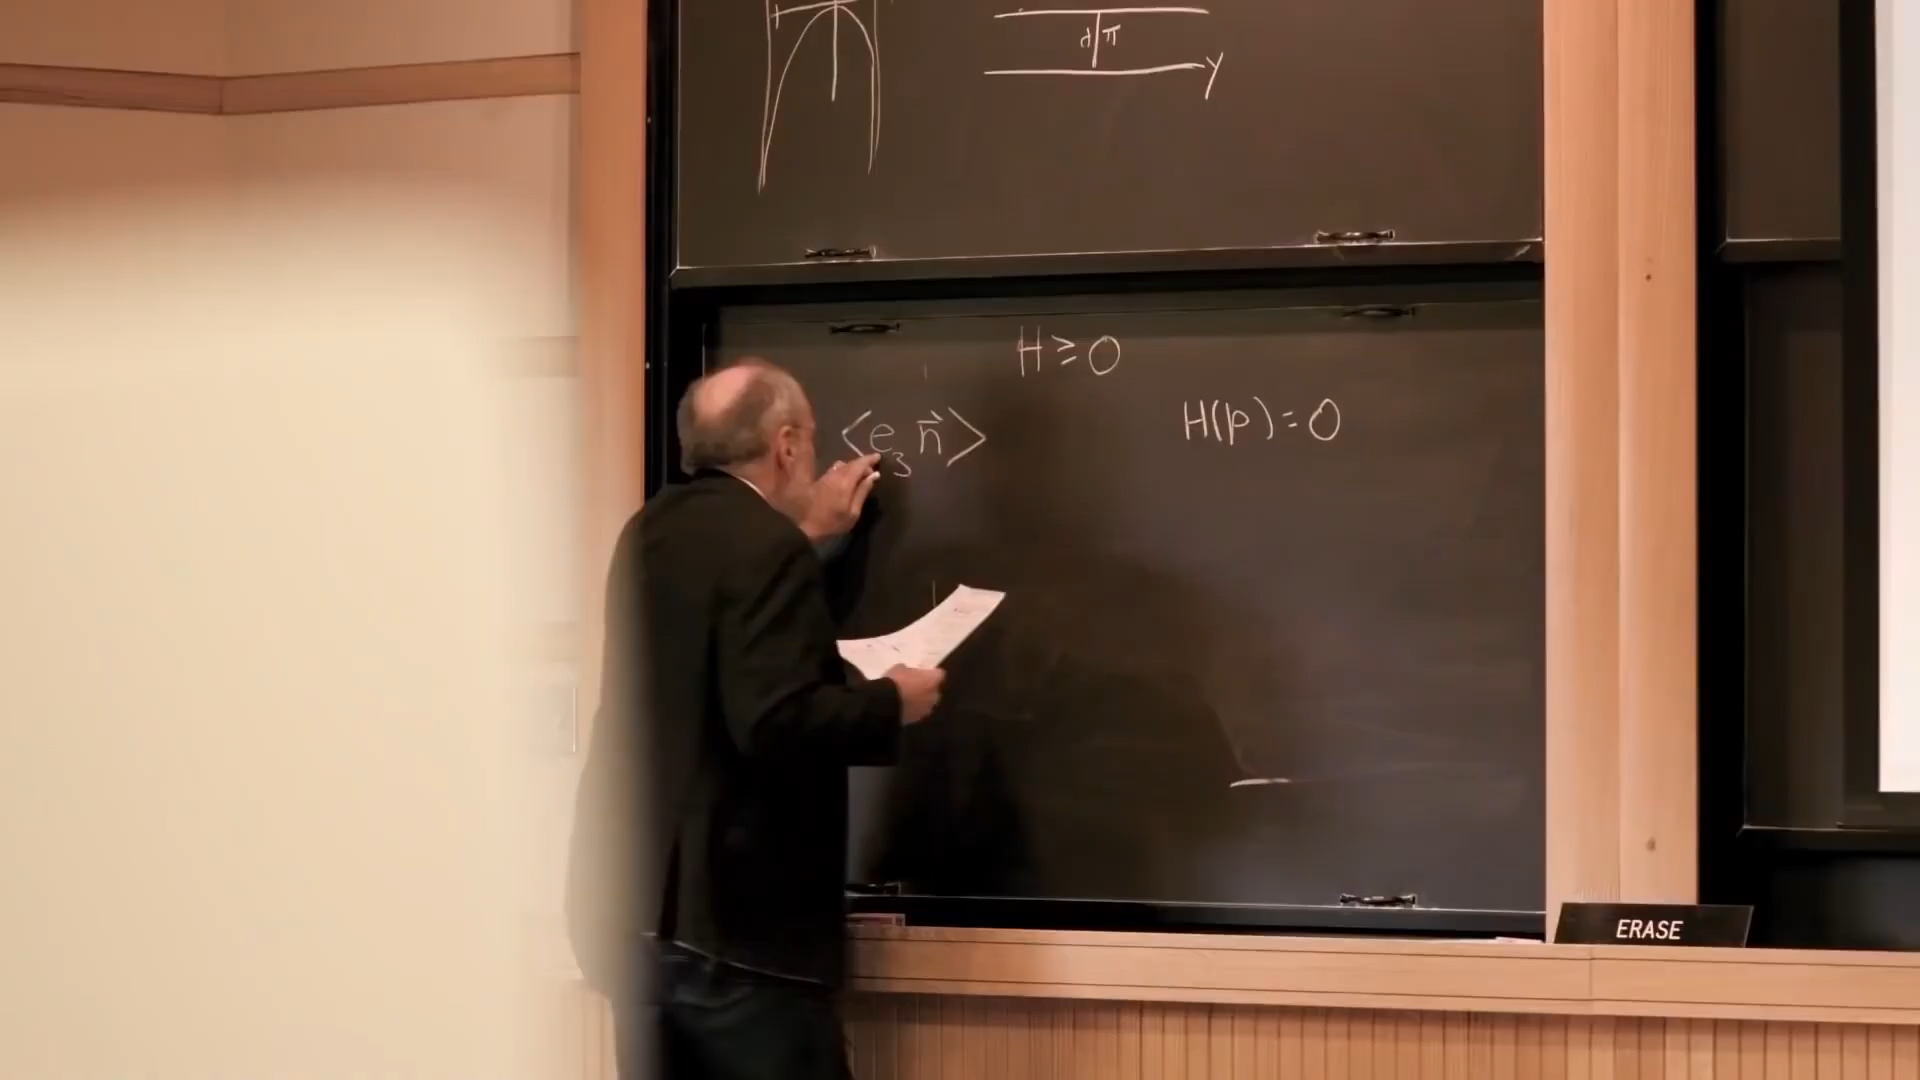 π
y
H ≥ 0
<e₃ n⃗>
H(p) = 0
ERASE